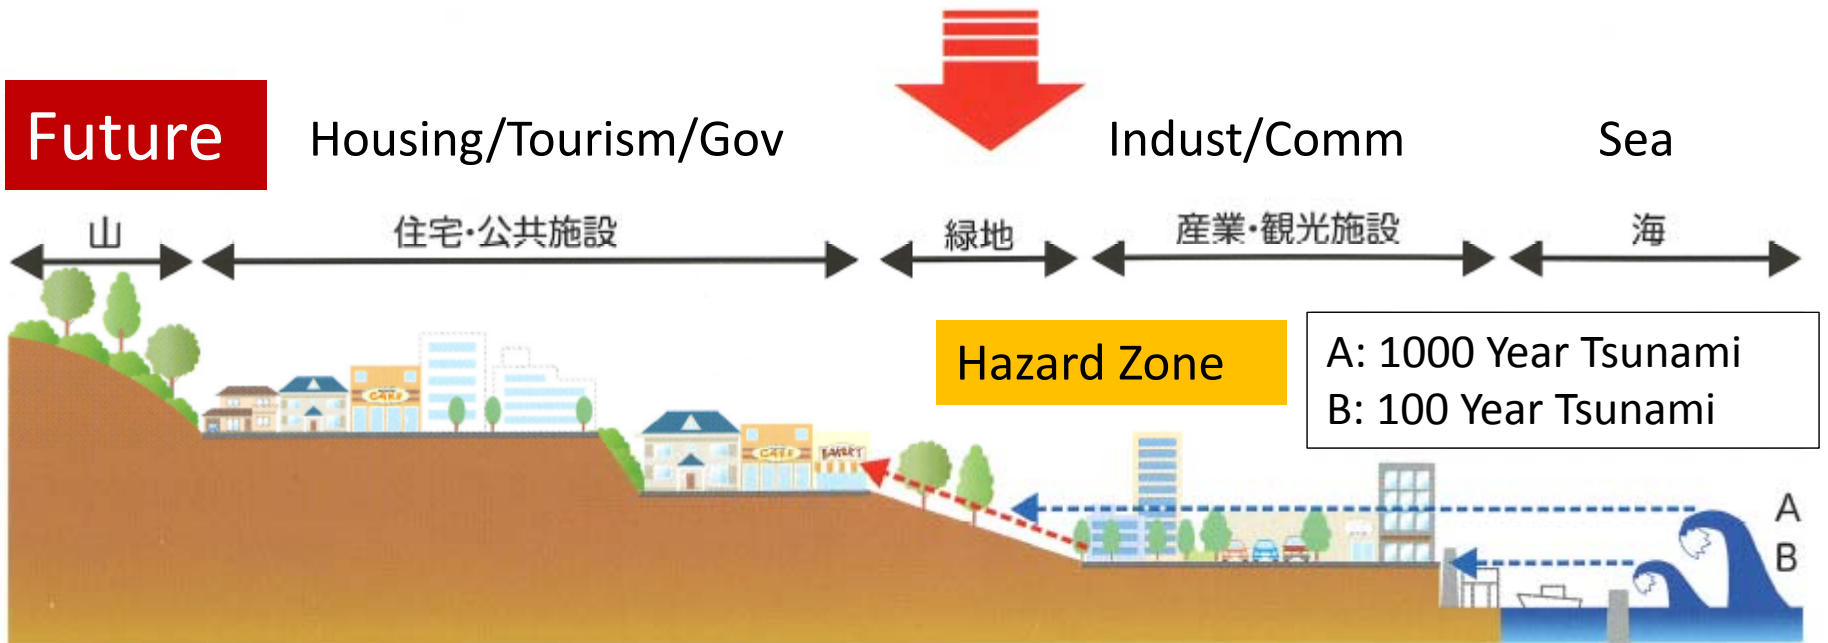 Future
Housing/Tourism/Gov
Indust/Comm
Sea
山
住宅・公共施設
緑地
産業・観光施設
海
Hazard Zone
A: 1000 Year Tsunami
B: 100 Year Tsunami
CAKE
CAKE
BAKERY
A
B